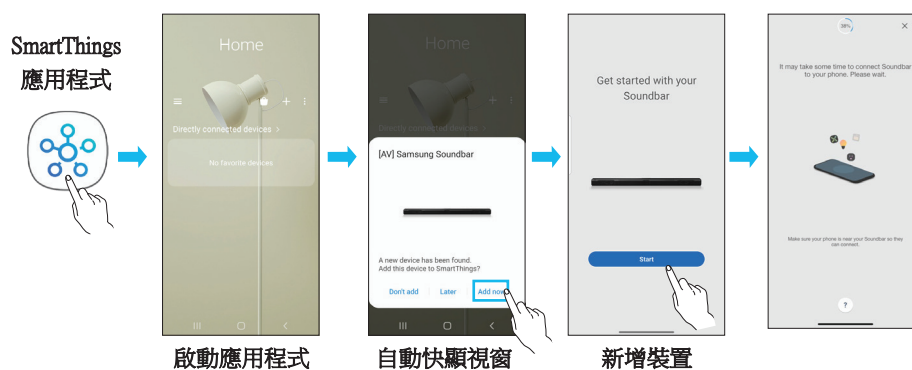 SmartThings
應用程式
Home
Directly connected devices >
No favorite devices
啟動應用程式
Home
Directly connected devices >
[AV] Samsung Soundbar
A new device has been found.
Add this device to SmartThings?
Don't add
Later
Add now
自動快顯視窗
Get started with your
Soundbar
Start
新增裝置
38%
It may take some time to connect Soundbar
to your phone. Please wait.
Make sure your phone is near your Soundbar so they
can connect.
?